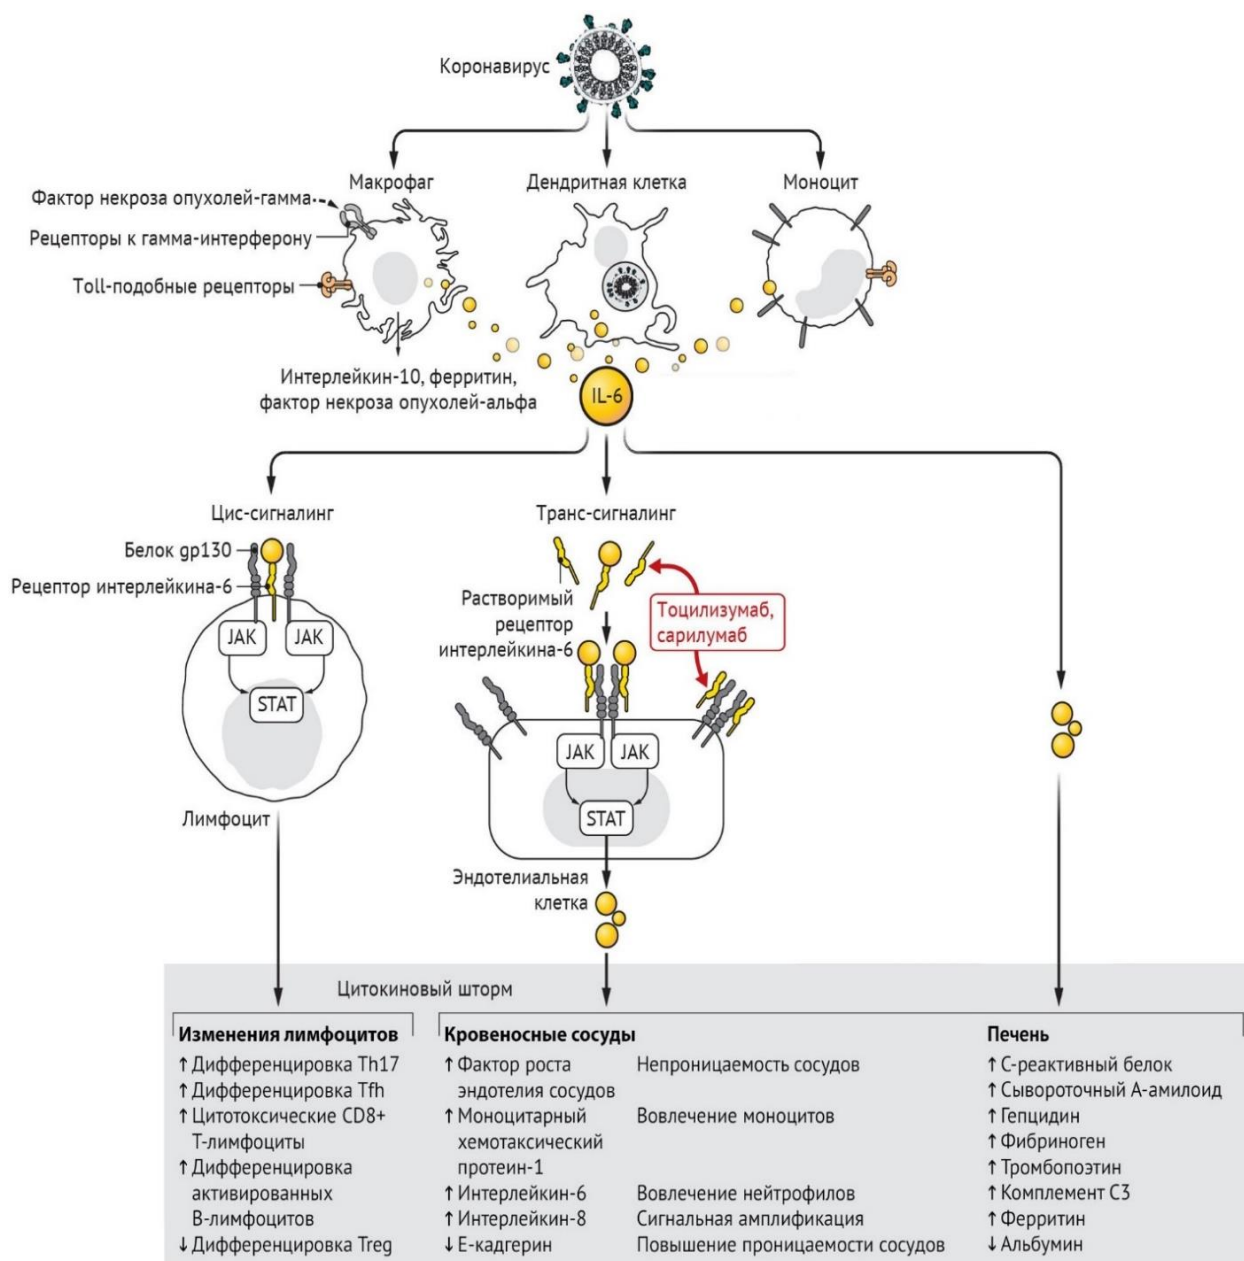 Коронавирус
Макрофаг
Дендритная клетка
Моноцит
Фактор некроза опухолей-гамма
Рецепторы к гамма-интерферону
Toll-подобные рецепторы
Интерлейкин-10, ферритин,
фактор некроза опухолей-альфа
IL-6
Цис-сигналинг
Транс-сигналинг
Белок gp130
Рецептор интерлейкина-6
Растворимый
рецептор
интерлейкина-6
Тоцилизумаб,
сарилумаб
JAK
JAK
STAT
JAK
JAK
STAT
Лимфоцит
Эндотелиальная
клетка
Цитокиновый шторм
Изменения лимфоцитов
↑ Дифференцировка Th17
↑ Дифференцировка Tfh
↑ Цитотоксические CD8+
Т-лимфоциты
↑ Дифференцировка
активированных
В-лимфоцитов
↓ Дифференцировка Treg
Кровеносные сосуды
↑ Фактор роста
эндотелия сосудов
Непроницаемость сосудов
↑ Моноцитарный
хемотаксический
протеин-1
Вовлечение моноцитов
↑ Интерлейкин-6
Вовлечение нейтрофилов
↑ Интерлейкин-8
Сигнальная амплификация
↓ Е-кадгерин
Повышение проницаемости сосудов
Печень
↑ С-реактивный белок
↑ Сывороточный А-амилоид
↑ Гепцидин
↑ Фибриноген
↑ Тромбопоэтин
↑ Комплемент С3
↑ Ферритин
↓ Альбумин